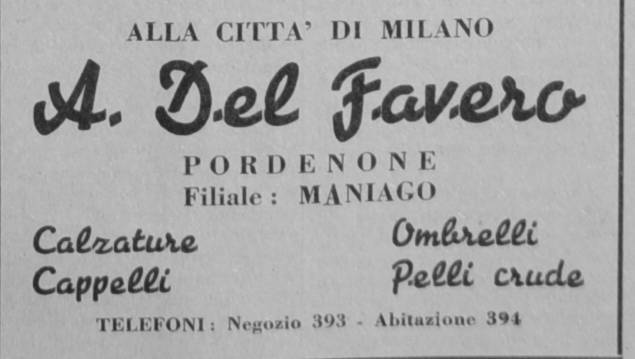 ALLA CITTA' DI MILANO
A. Del Favero
PORDENONE
Filiale : MANIAGO
Calzature Ombrelli
Cappelli Pelli crude
TELEFONI : Negozio 393 - Abitazione 394